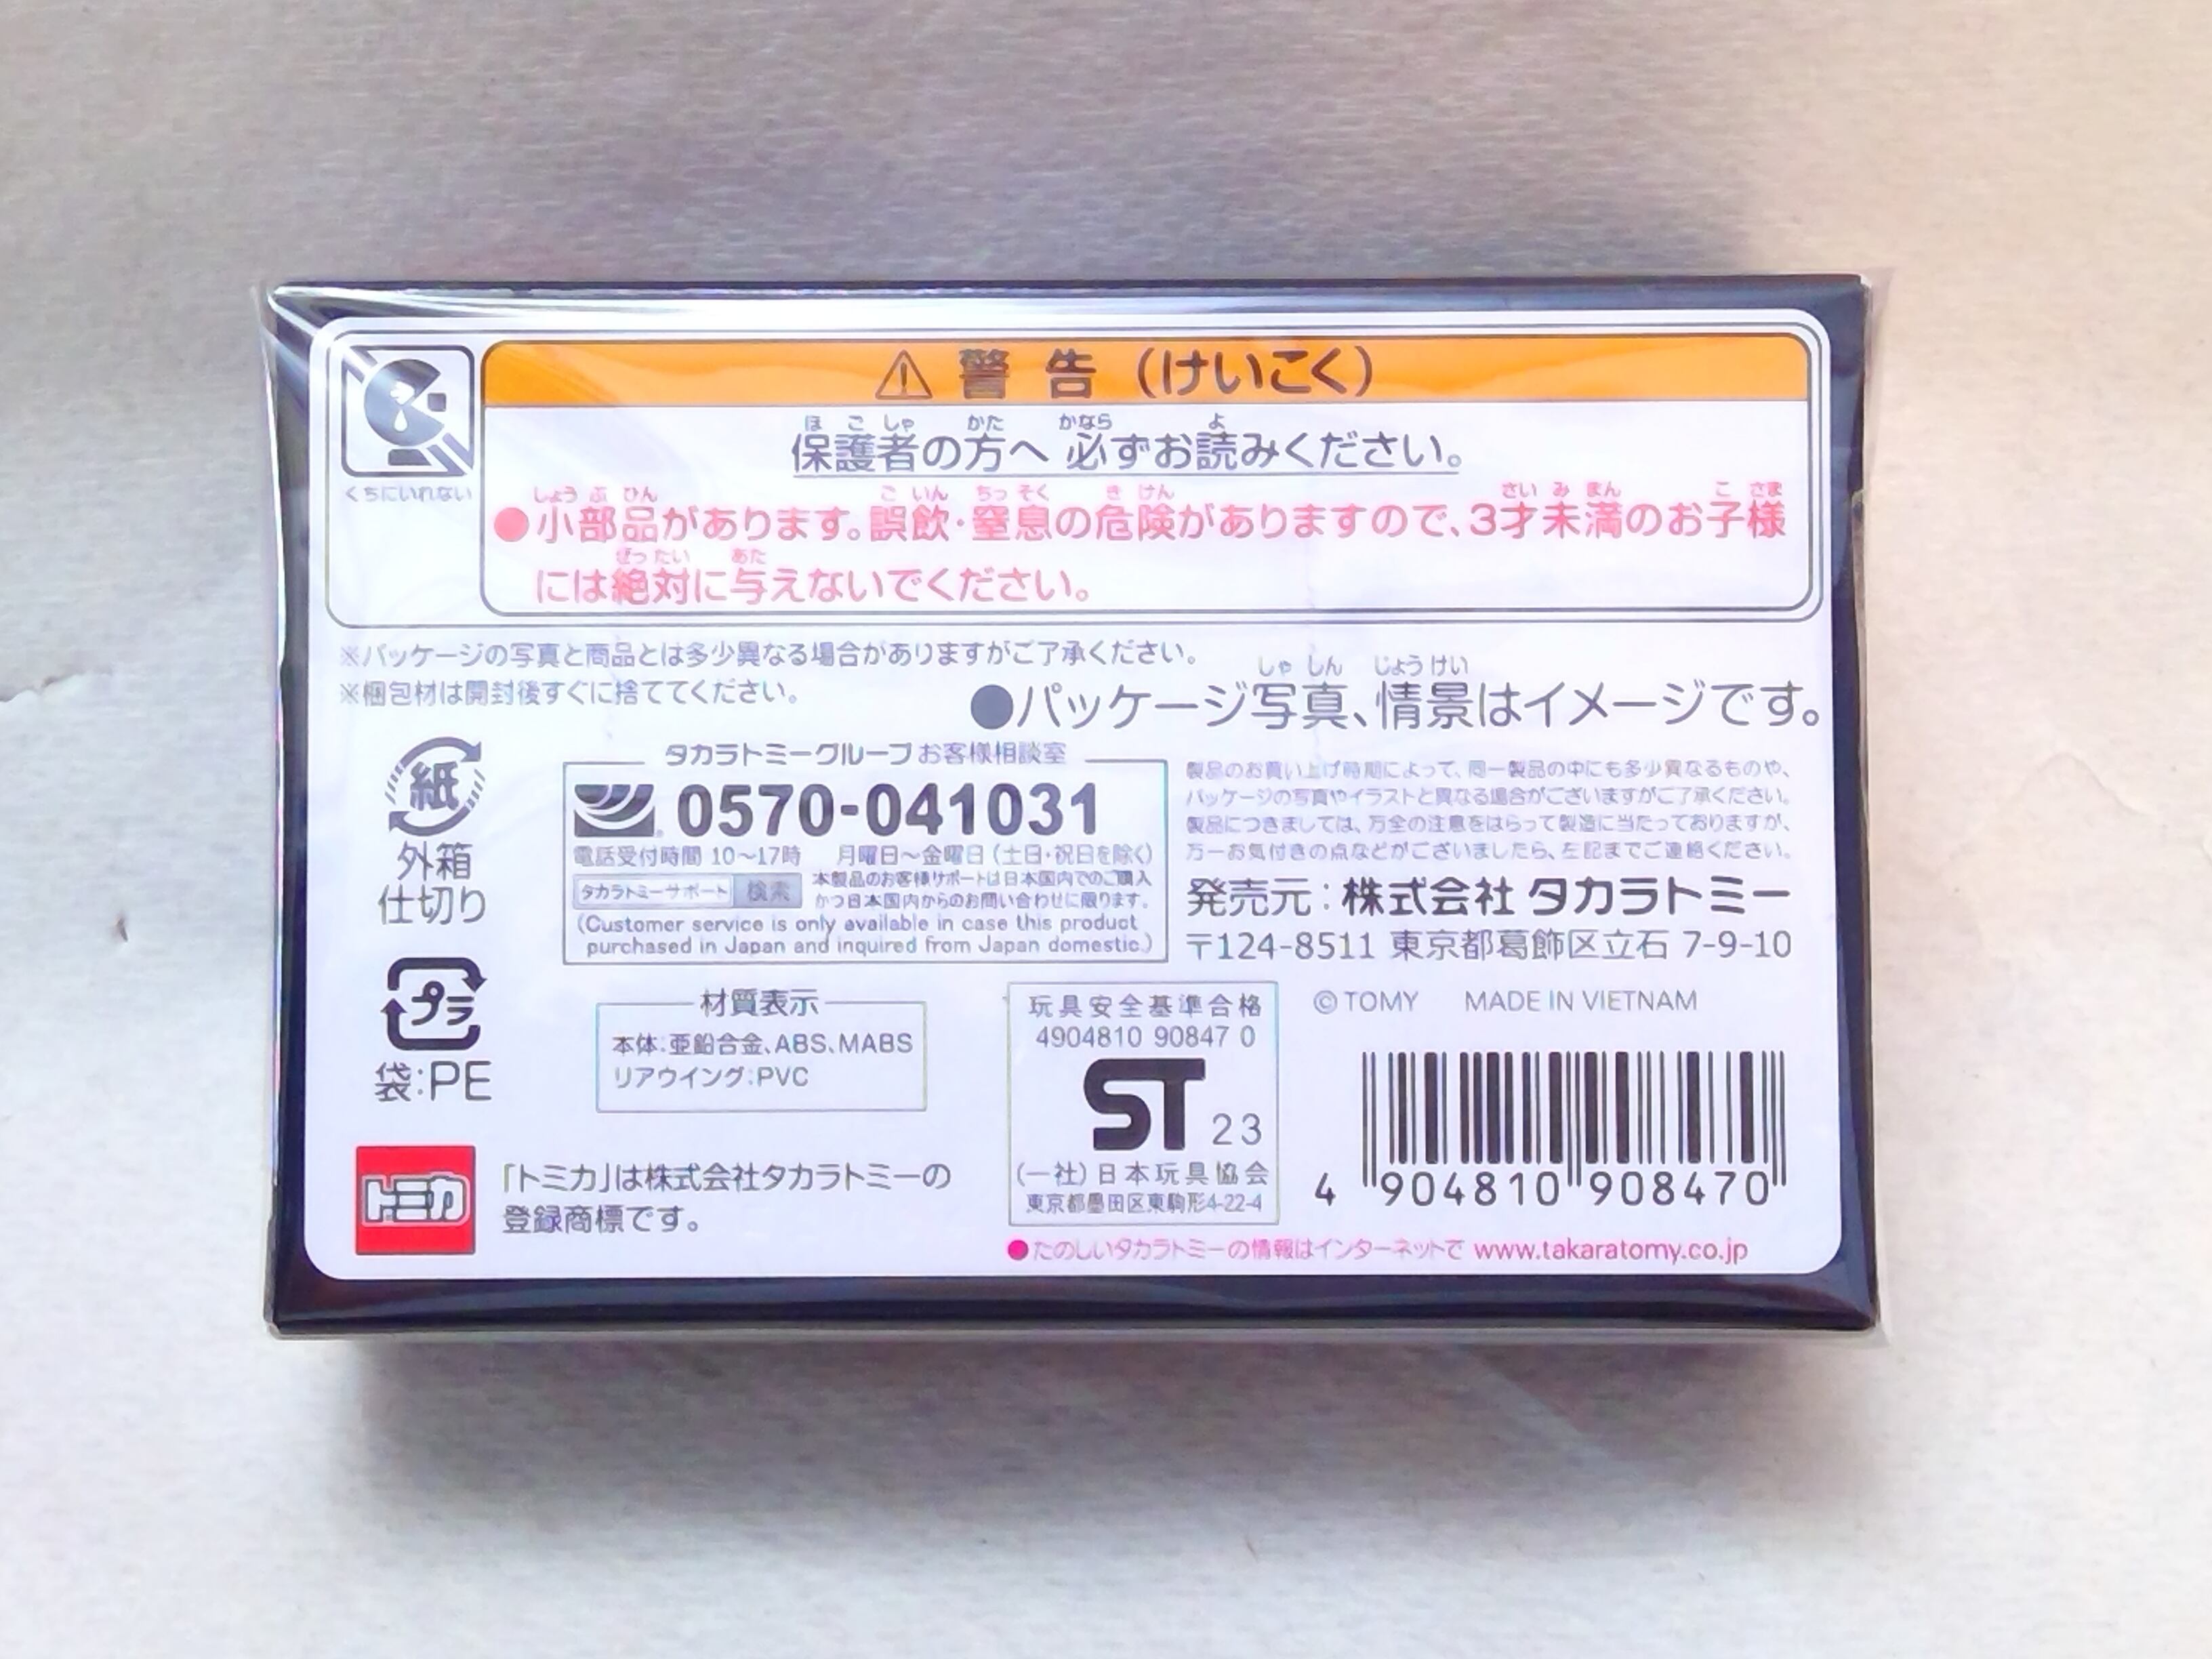 くちにいれない
⚠ 警 告 (けいこく)
ほ ご しゃ かた かなら よ
保護者の方へ 必ずお読みください。
しょう ぶ ひん ご いん ちっ そく き けん さい み まん こ さま
●小部品があります。誤飲・窒息の危険がありますので、3才未満のお子様
ぜっ たい あた
には絶対に与えないでください。
※パッケージの写真と商品とは多少異なる場合がありますがご了承ください。
※梱包材は開封後すぐに捨ててください。
しゃ しん じょう けい
●パッケージ写真、情景はイメージです。
紙
外箱
仕切り
プラ
袋:PE
タカラトミーグループお客様相談室
0570-041031
電話受付時間 10〜17時 月曜日〜金曜日(土日・祝日を除く)
タカラトミーサポート 検索
本製品のお客様サポートは日本国内でのご購入
かつ日本国内からのお問い合わせに限ります。
(Customer service is only available in case this product
purchased in Japan and inquired from Japan domestic.)
製品のお買い上げ時期によって、同一製品の中にも多少異なるものや、
パッケージの写真やイラストと異なる場合がございますがご了承ください。
製品につきましては、万全の注意をはらって製造に当たっておりますが、
万一お気付きの点などがございましたら、左記までご連絡ください。
発売元:株式会社 タカラトミー
〒124-8511 東京都葛飾区立石 7-9-10
材質表示
本体:亜鉛合金、ABS、MABS
リアウイング:PVC
玩具安全基準合格
4904810 90847 0
ST 23
(一社)日本玩具協会
東京都墨田区東駒形4-22-4
© TOMY MADE IN VIETNAM
4 904810 908470
トミカ
「トミカ」は株式会社タカラトミーの
登録商標です。
●たのしいタカラトミーの情報はインターネットで www.takaratomy.co.jp